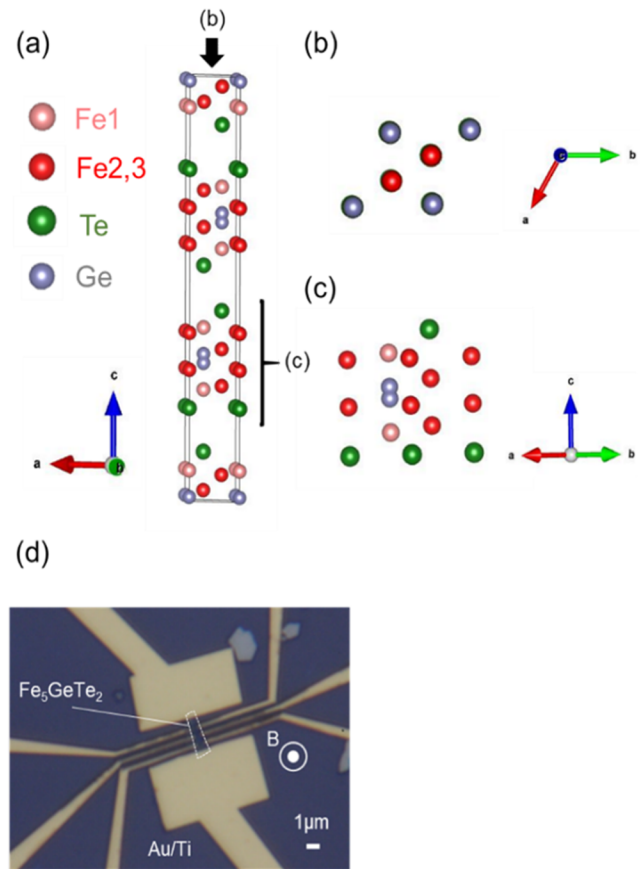 (a)
(b)
(b)
Fe1
Fe2,3
Te
Ge
b
a
(c)
(c)
c
a
b
c
a
b
(d)
Fe₅GeTe₂
B
1μm
Au/Ti